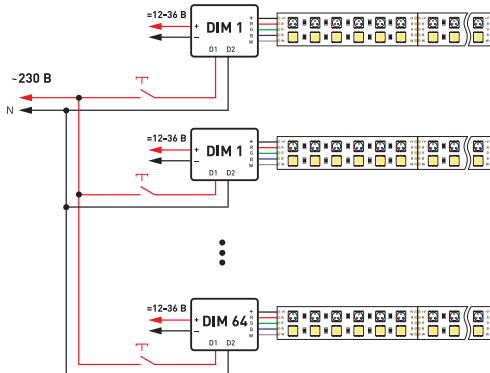 =12-36 В
+
−
DIM 1
D1 D2
+
R
G
B
W
~230 В
N
=12-36 В
+
−
DIM 1
D1 D2
+
R
G
B
W
=12-36 В
+
−
DIM 64
D1 D2
+
R
G
B
W